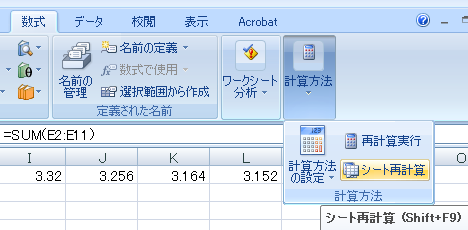 数式 データ 校閲 表示 Acrobat
名前の管理
名前の定義
数式で使用
選択範囲から作成
定義された名前
ワークシート分析
計算方法
=SUM(E2:E11)
I J K L O
3.32 3.256 3.164 3.152
計算方法の設定
再計算実行
シート再計算
計算方法
シート再計算 (Shift+F9)